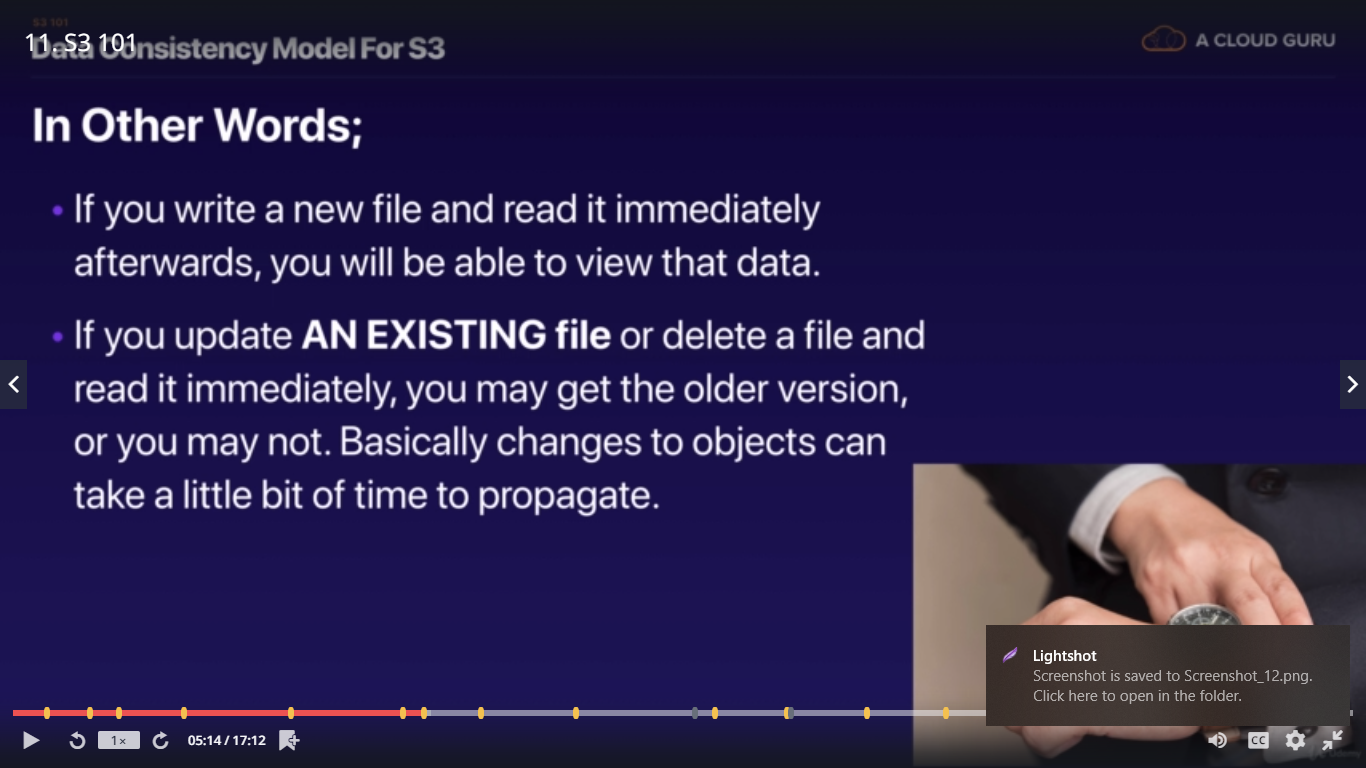 S3 101
11. S3 101
Data Consistency Model For S3
A CLOUD GURU
In Other Words;
• If you write a new file and read it immediately
afterwards, you will be able to view that data.
• If you update AN EXISTING file or delete a file and
read it immediately, you may get the older version,
or you may not. Basically changes to objects can
take a little bit of time to propagate.
Lightshot
Screenshot is saved to Screenshot_12.png.
Click here to open in the folder.
1×
05:14 / 17:12
CC